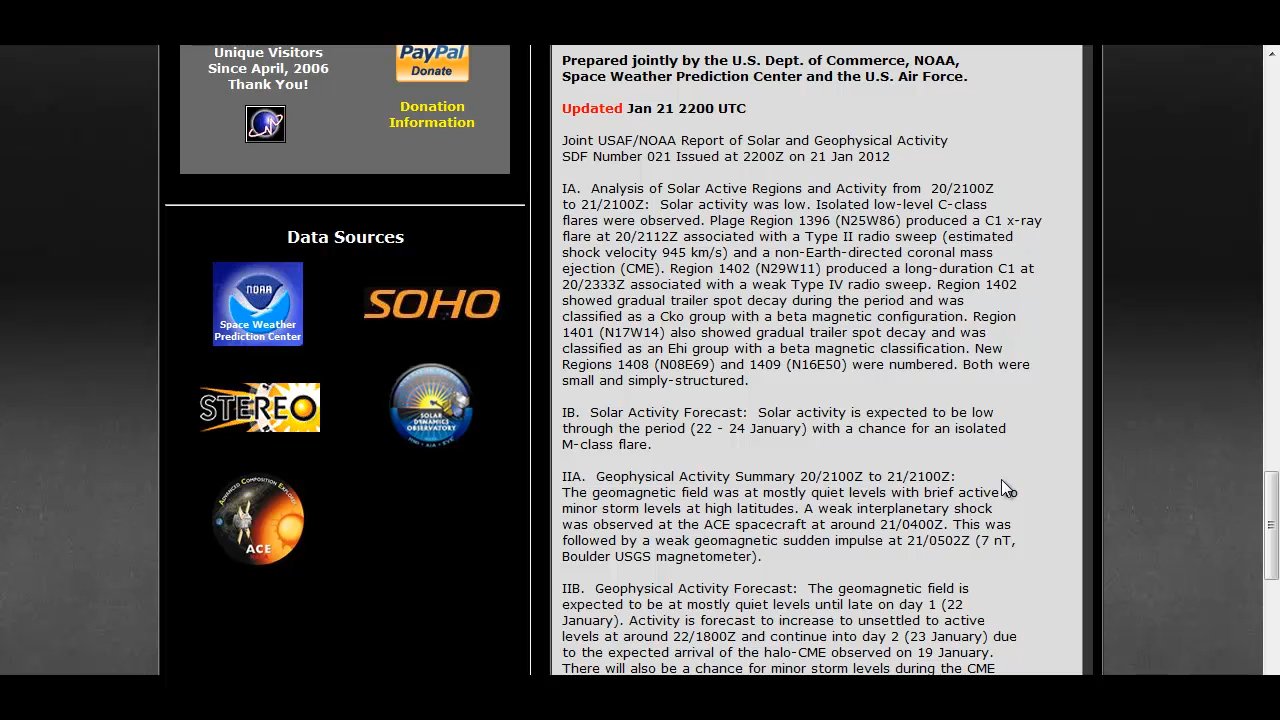 Unique Visitors
Since April, 2006
Thank You!
PayPal
Donate
Donation
Information
Data Sources
NOAA
Space Weather
Prediction Center
SOHO
STEREO
SOLAR
DYNAMICS
OBSERVATORY
ADVANCED COMPOSITION EXPLORER
ACE
Prepared jointly by the U.S. Dept. of Commerce, NOAA,
Space Weather Prediction Center and the U.S. Air Force.
Updated Jan 21 2200 UTC
Joint USAF/NOAA Report of Solar and Geophysical Activity
SDF Number 021 Issued at 2200Z on 21 Jan 2012
IA. Analysis of Solar Active Regions and Activity from 20/2100Z
to 21/2100Z: Solar activity was low. Isolated low-level C-class
flares were observed. Plage Region 1396 (N25W86) produced a C1 x-ray
flare at 20/2112Z associated with a Type II radio sweep (estimated
shock velocity 945 km/s) and a non-Earth-directed coronal mass
ejection (CME). Region 1402 (N29W11) produced a long-duration C1 at
20/2333Z associated with a weak Type IV radio sweep. Region 1402
showed gradual trailer spot decay during the period and was
classified as a Cko group with a beta magnetic configuration. Region
1401 (N17W14) also showed gradual trailer spot decay and was
classified as an Ehi group with a beta magnetic classification. New
Regions 1408 (N08E69) and 1409 (N16E50) were numbered. Both were
small and simply-structured.
IB. Solar Activity Forecast: Solar activity is expected to be low
through the period (22 - 24 January) with a chance for an isolated
M-class flare.
IIA. Geophysical Activity Summary 20/2100Z to 21/2100Z:
The geomagnetic field was at mostly quiet levels with brief active to
minor storm levels at high latitudes. A weak interplanetary shock
was observed at the ACE spacecraft at around 21/0400Z. This was
followed by a weak geomagnetic sudden impulse at 21/0502Z (7 nT,
Boulder USGS magnetometer).
IIB. Geophysical Activity Forecast: The geomagnetic field is
expected to be at mostly quiet levels until late on day 1 (22
January). Activity is forecast to increase to unsettled to active
levels at around 22/1800Z and continue into day 2 (23 January) due
to the expected arrival of the halo-CME observed on 19 January.
There will also be a chance for minor storm levels during the CME